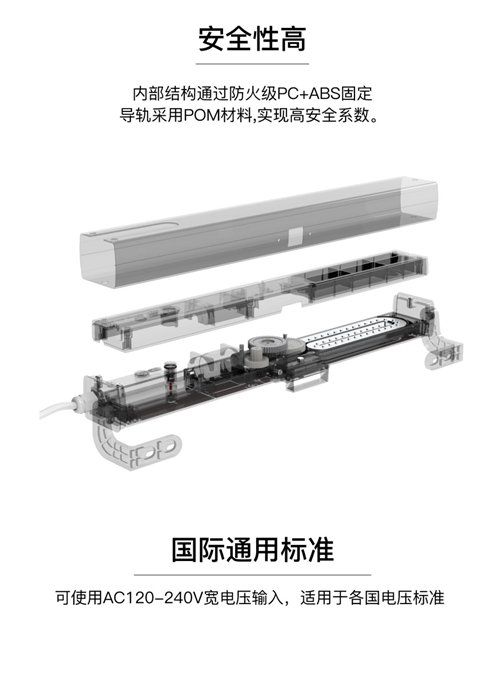 安全性高
内部结构通过防火级PC+ABS固定
导轨采用POM材料,实现高安全系数。
国际通用标准
可使用AC120-240V宽电压输入，适用于各国电压标准